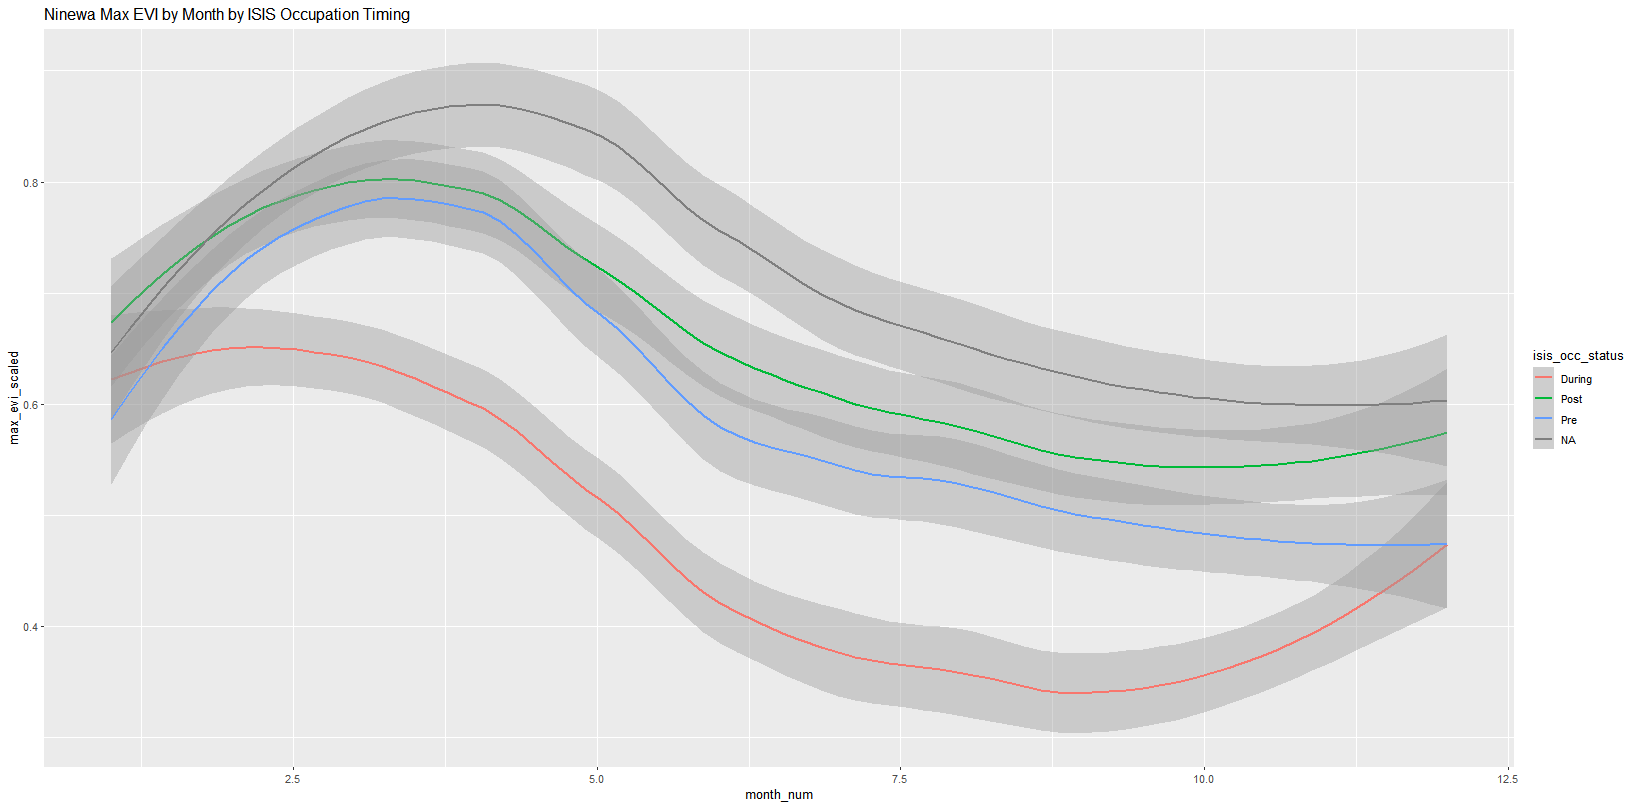 Ninewa Max EVI by Month by ISIS Occupation Timing
max_evi_scaled
0.8
0.6
0.4
2.5 5.0 7.5 10.0 12.5
month_num
isis_occ_status
During
Post
Pre
NA